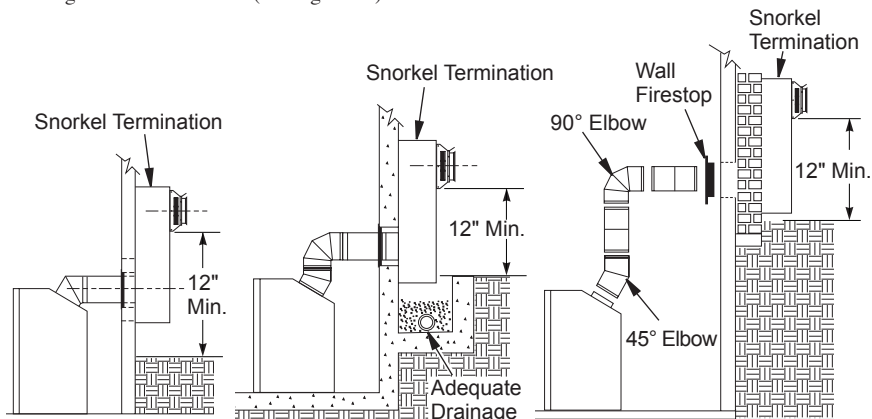 Snorkel Termination
12"
Min.
Snorkel Termination
12" Min.
Adequate
Drainage
Snorkel
Termination
Wall
Firestop
90° Elbow
12" Min.
45° Elbow